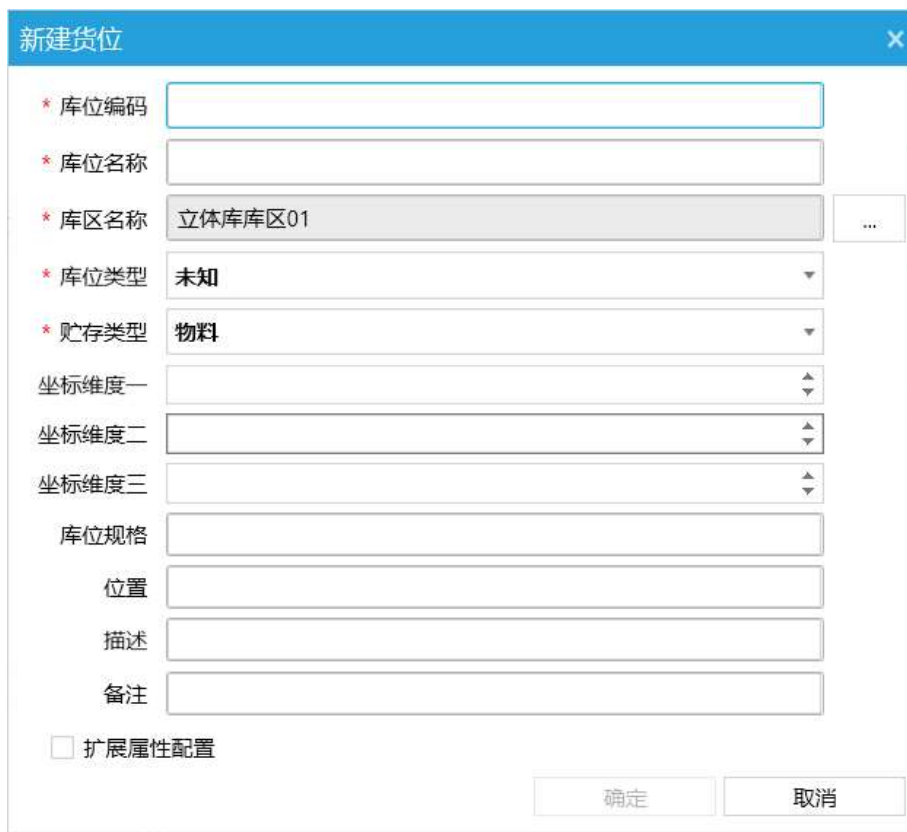 新建货位
* 库位编码
* 库位名称
* 库区名称 立体库库区01 ...
* 库位类型 未知
* 贮存类型 物料
坐标维度一
坐标维度二
坐标维度三
库位规格
位置
描述
备注
扩展属性配置
确定 取消